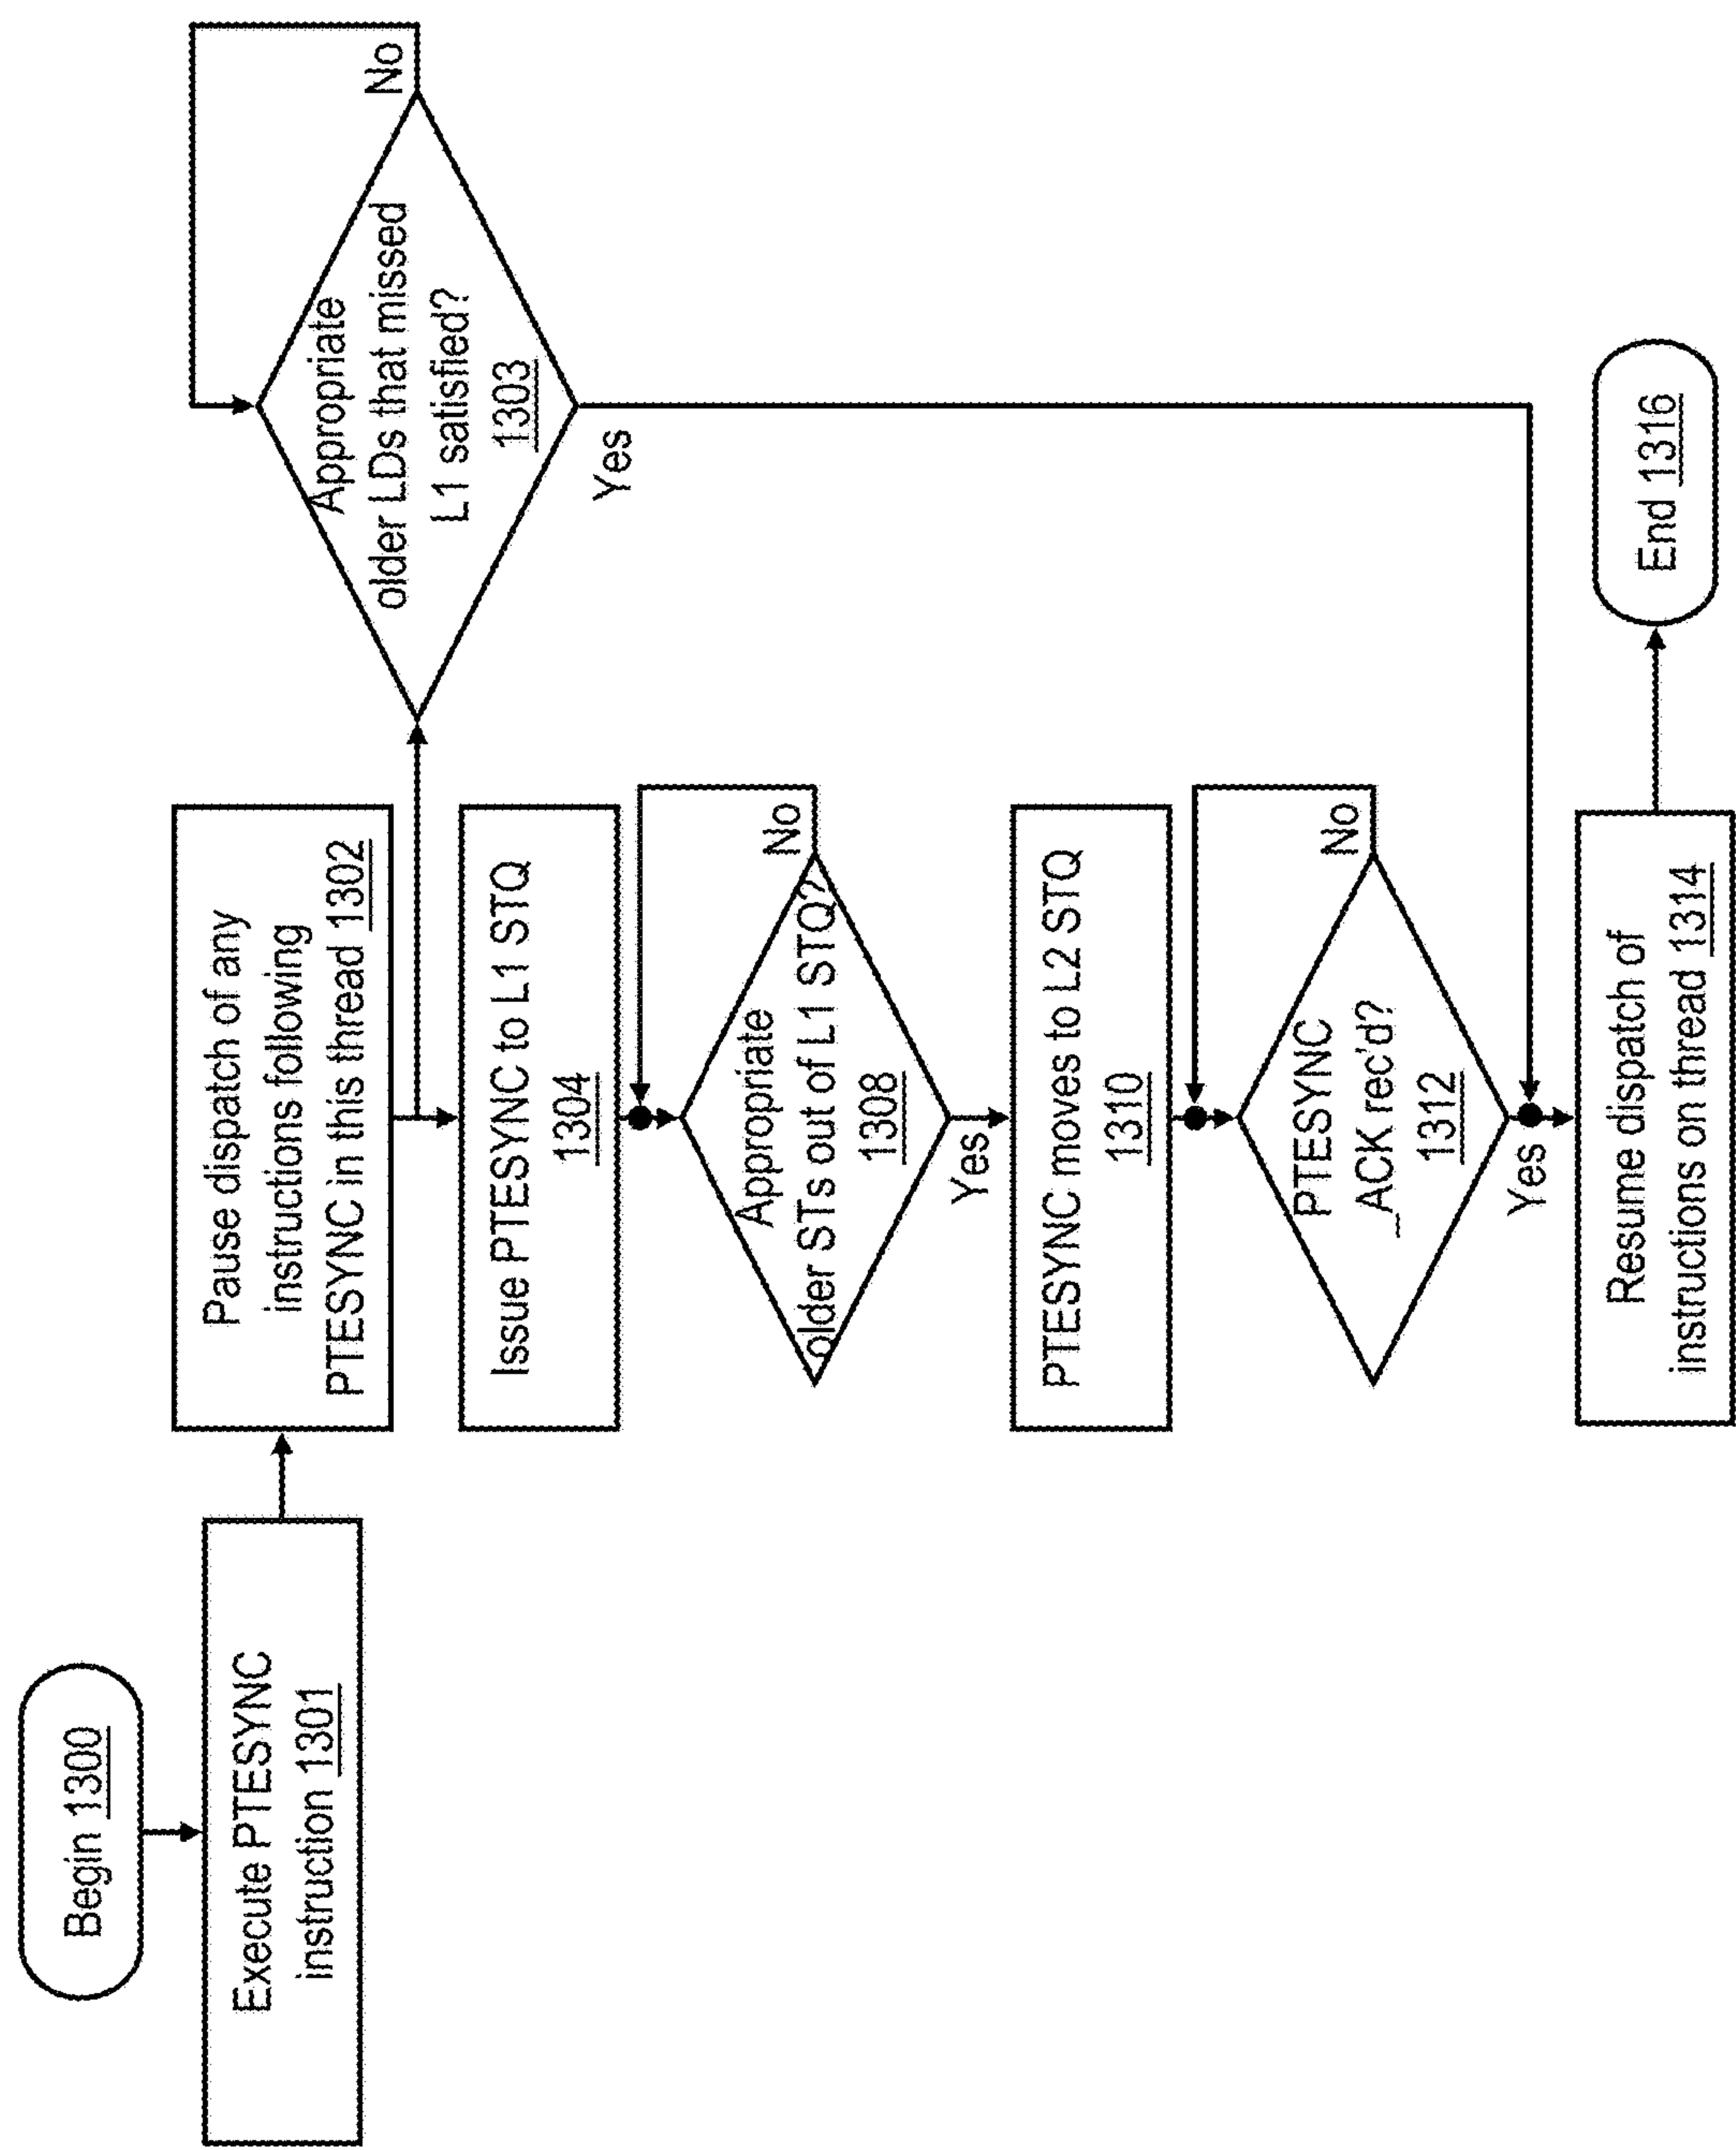 Begin 1300
Execute PTESYNC
instruction 1301
Pause dispatch of any
instructions following
PTESYNC in this thread 1302
Appropriate
older LDs that missed
L1 satisfied?
1303
No
Yes
Issue PTESYNC to L1 STQ
1304
Appropriate
older STs out of L1 STQ?
1308
No
Yes
PTESYNC moves to L2 STQ
1310
PTESYNC
_ACK rec'd?
1312
No
Yes
Resume dispatch of
instructions on thread 1314
End 1316